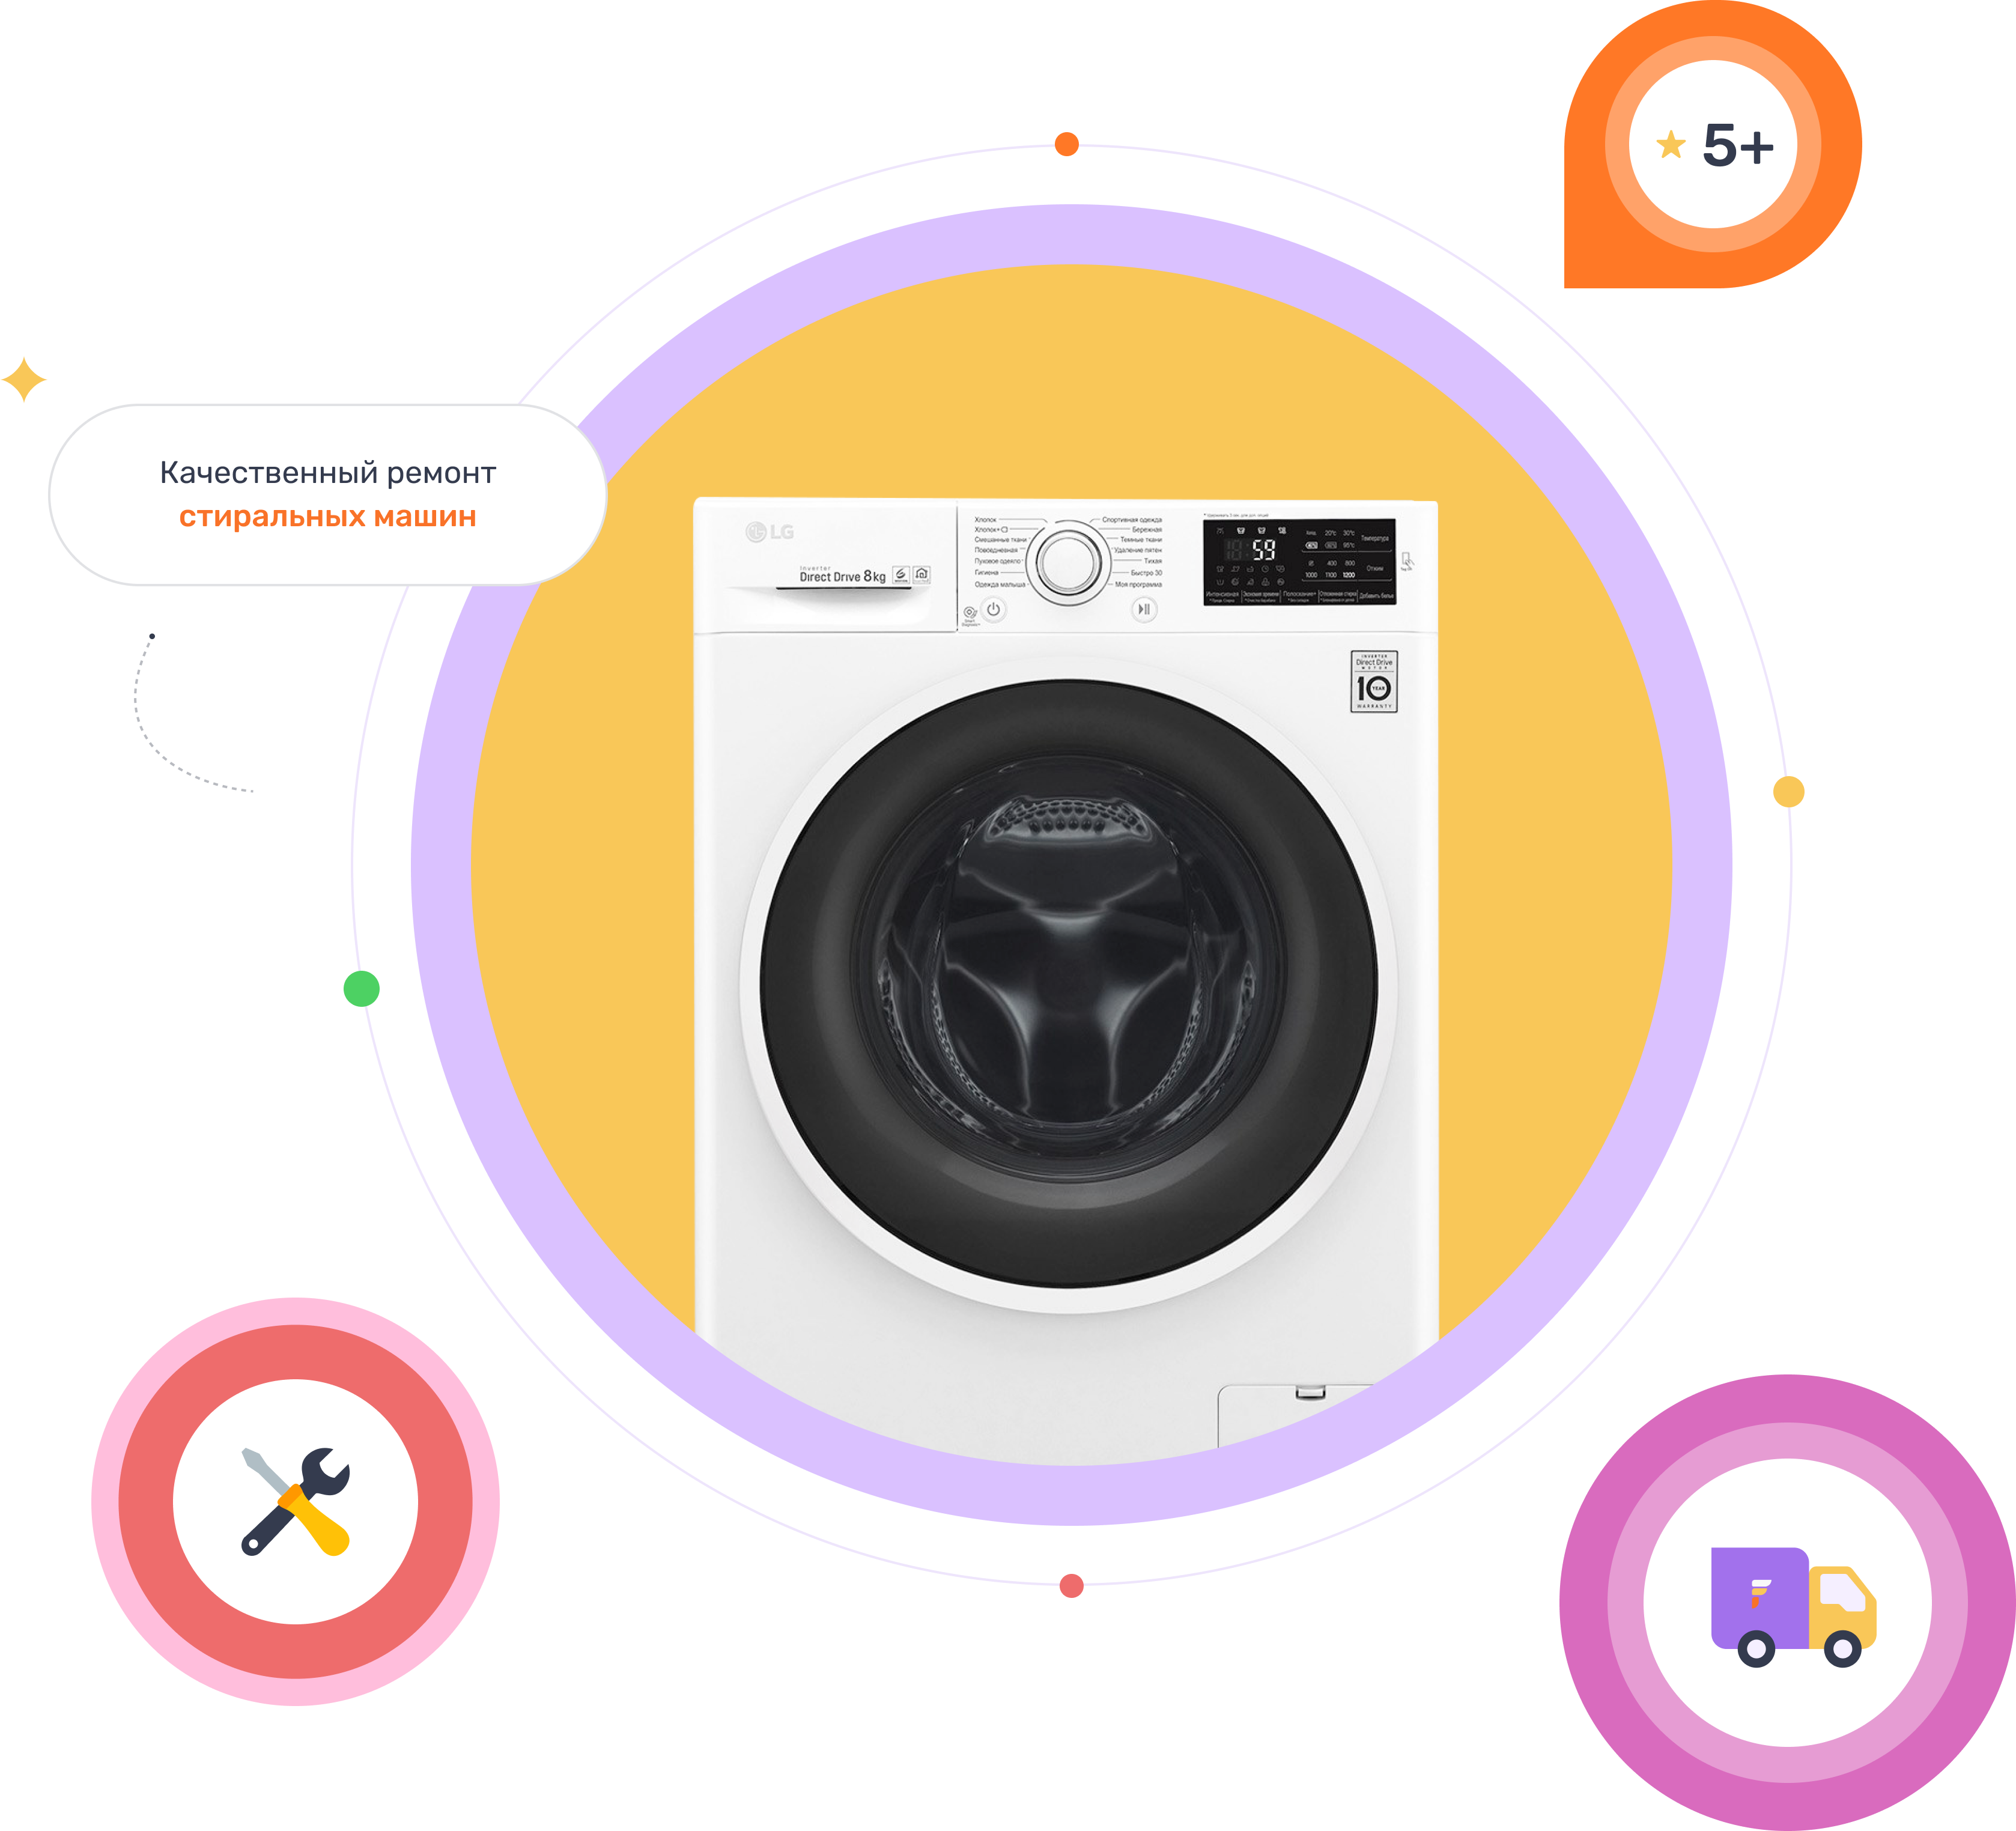 5+
Качественный ремонт
стиральных машин
LG
Inverter
Direct Drive 8kg
Хлопок
Хлопок+
Смешанные ткани
Повседневная
Пуховое одеяло
Гигиена
Одежда малыша
Спортивная одежда
Бережная
Темные ткани
Удаление пятен
Тихая
Быстро 30
Моя программа
59
20°c 30°c
95°c
Температура
400 800
1000 1100 1200
Отжим
Интенсивная
Экономия времени
Полоскание+
Отложенная стирка
Добавить белье
INVERTER
Direct Drive
MOTOR
10 YEAR
WARRANTY